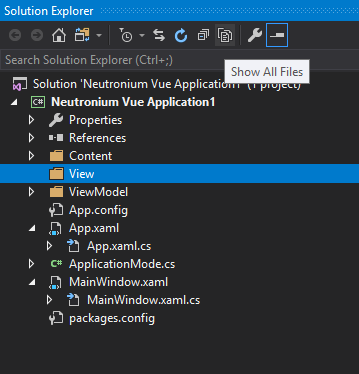 Solution Explorer
Search Solution Explorer (Ctrl+;)
Show All Files
Solution 'Neutronium Vue Application1' (1 project)
Neutronium Vue Application1
Properties
References
Content
View
ViewModel
App.config
App.xaml
App.xaml.cs
C# ApplicationMode.cs
MainWindow.xaml
MainWindow.xaml.cs
packages.config